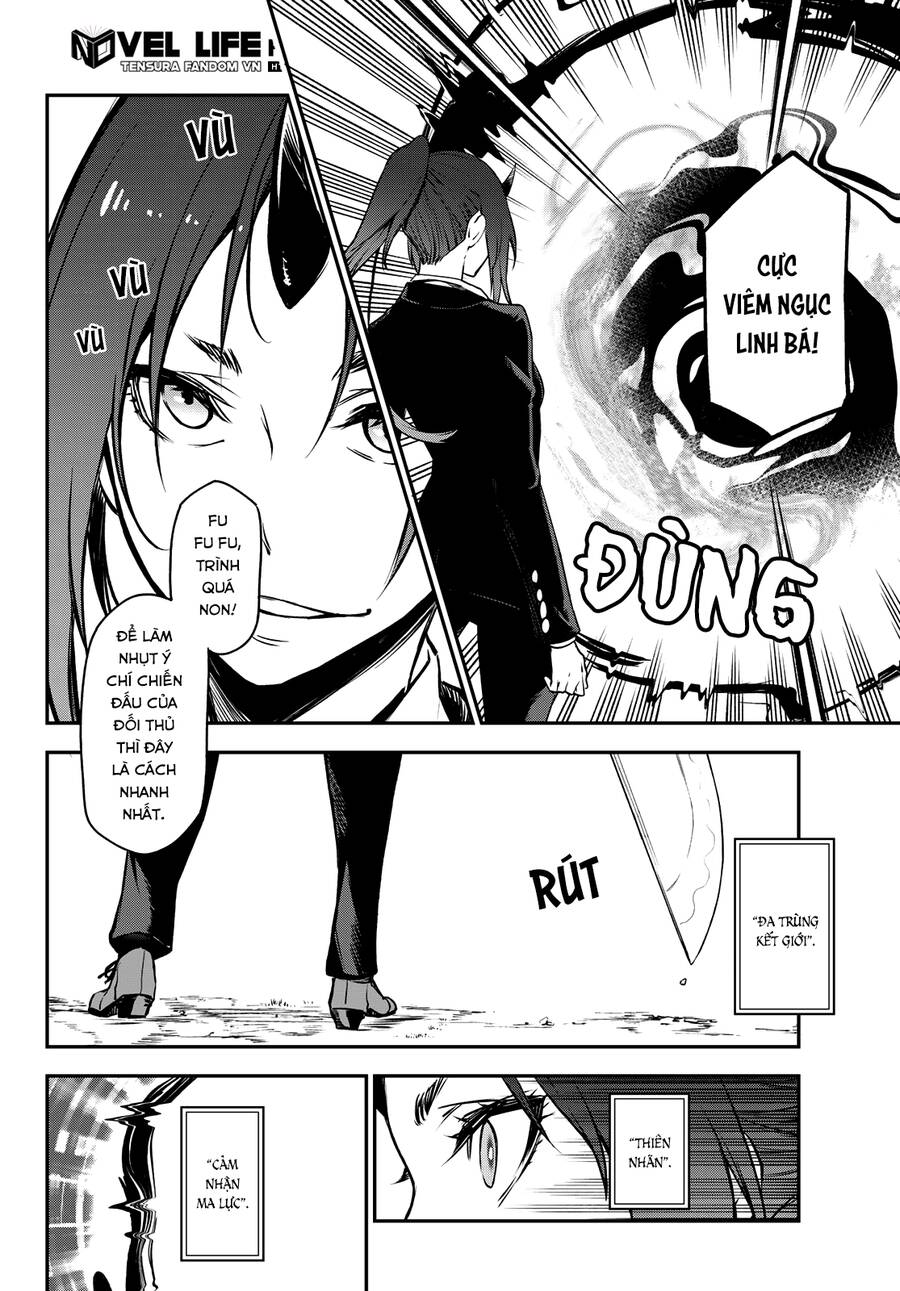 NOVEL LIFE
TENSURA FANDOM VN
CỰC
VIÊM NGỤC
LINH BÁ!
ĐÙNG
VÙ
VÙ
VÙ
FU
FU FU,
TRÌNH
QUÁ
NON!
ĐỂ LÀM
NHỤT Ý
CHÍ CHIẾN
ĐẤU CỦA
ĐỐI THỦ
THÌ ĐÂY
LÀ CÁCH
NHANH
NHẤT.
RÚT
“ĐA TRÙNG
KẾT GIỚI”.
“THIÊN
NHÃN”.
“CẢM
NHẬN
MA LỰC”.